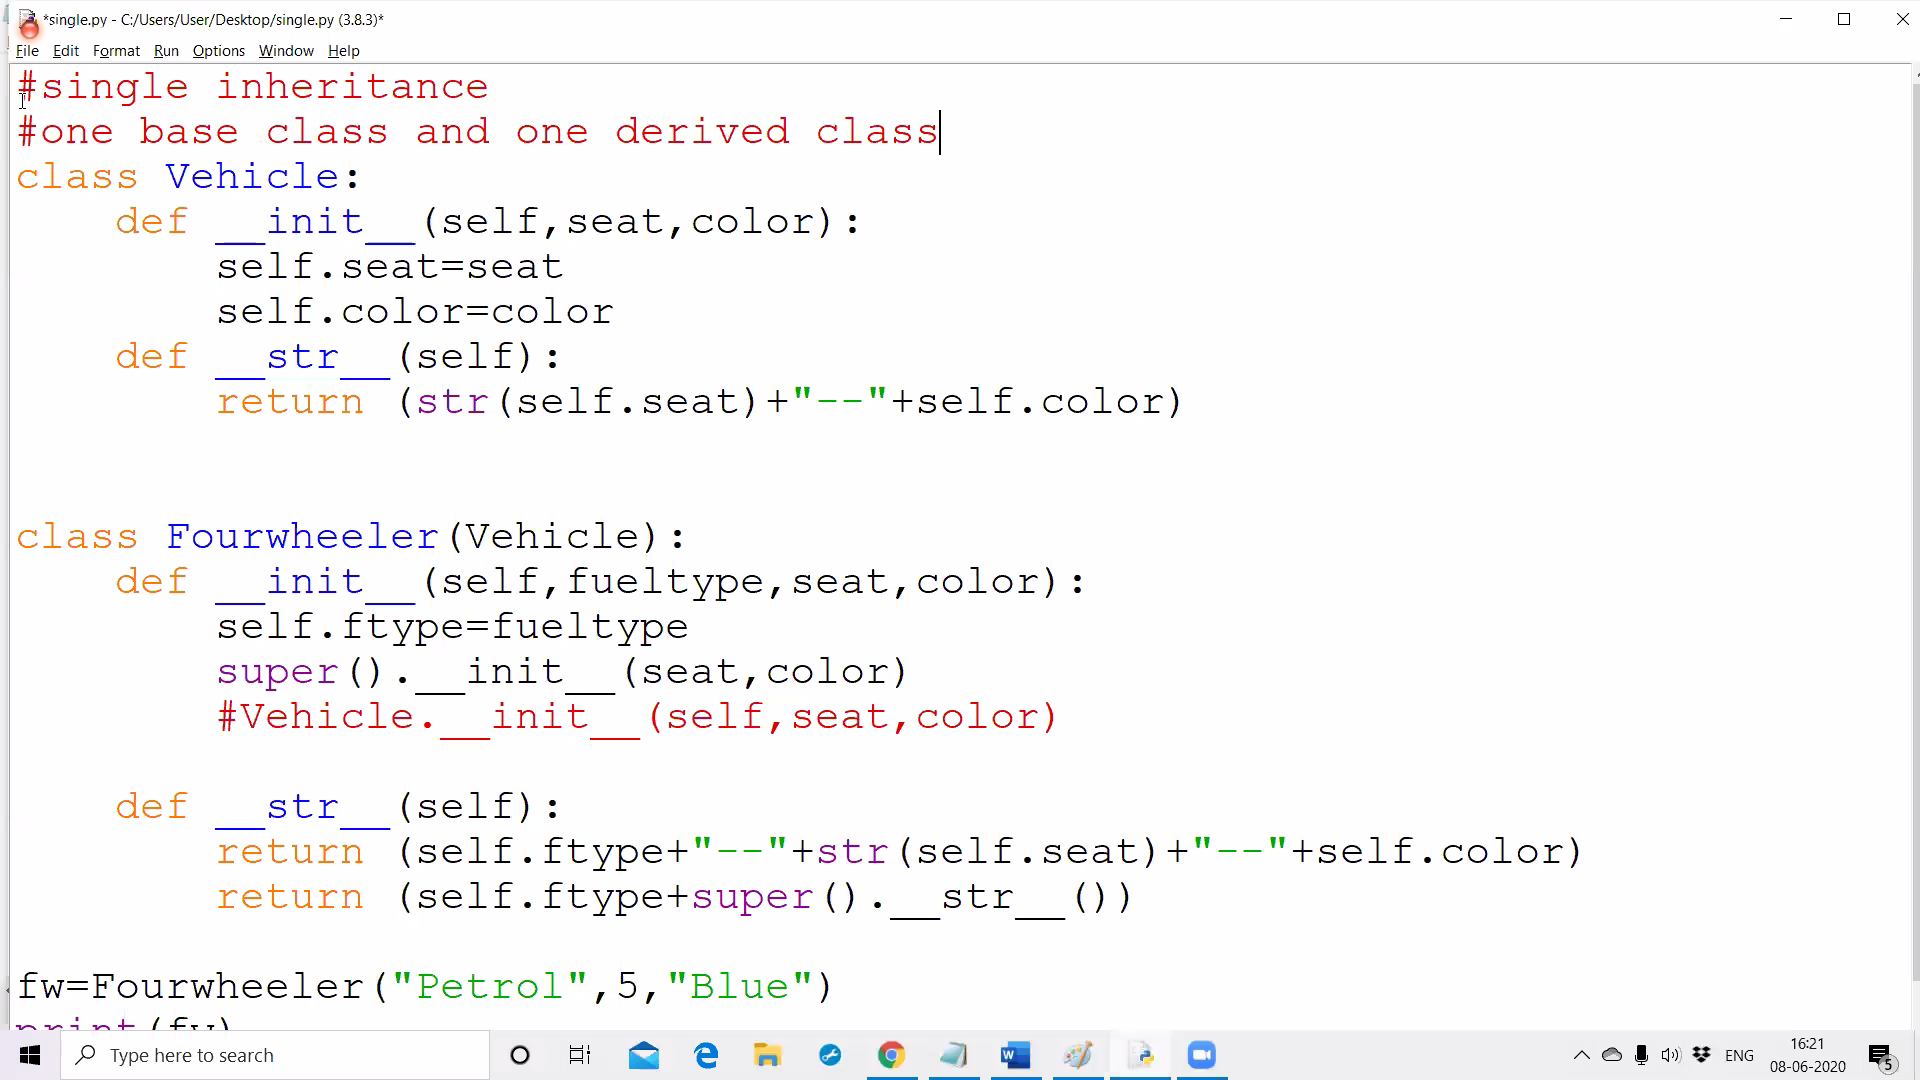 *single.py - C:/Users/User/Desktop/single.py (3.8.3)*
File Edit Format Run Options Window Help
#single inheritance
#one base class and one derived class
class Vehicle:
    def __init__(self,seat,color):
        self.seat=seat
        self.color=color
    def __str__(self):
        return (str(self.seat)+"--"+self.color)
class Fourwheeler(Vehicle):
    def __init__(self,fueltype,seat,color):
        self.ftype=fueltype
        super().__init__(seat,color)
        #Vehicle.__init__(self,seat,color)
    def __str__(self):
        return (self.ftype+"--"+str(self.seat)+"--"+self.color)
        return (self.ftype+super().__str__())
fw=Fourwheeler("Petrol",5,"Blue")
print(fw)
Type here to search
ENG
16:21
08-06-2020
5